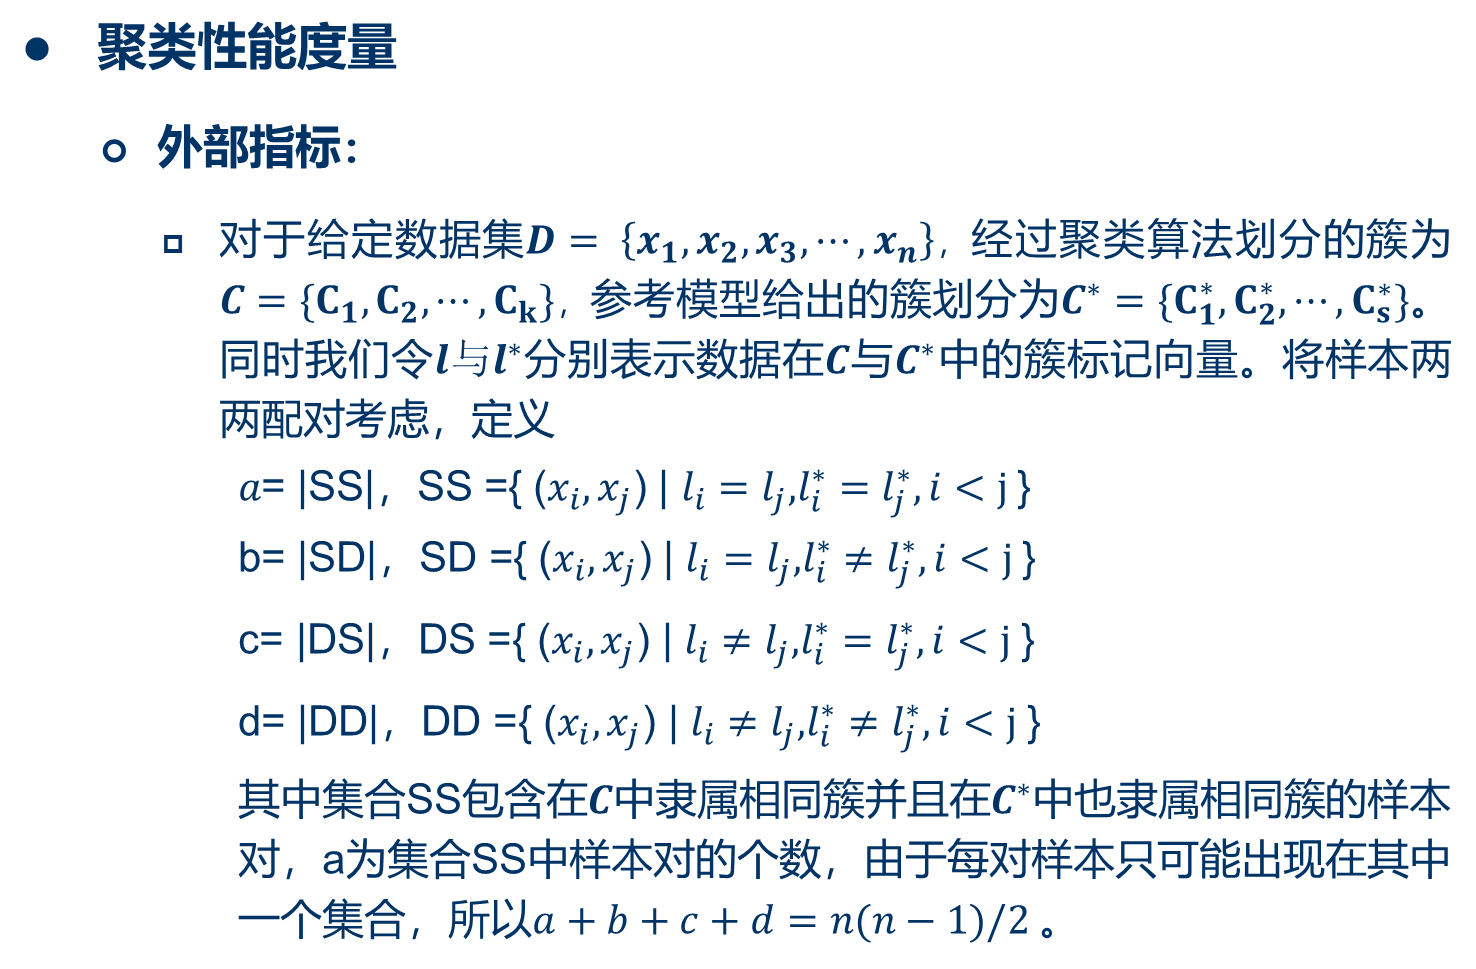 ● 聚类性能度量
○ 外部指标：
□ 对于给定数据集D = {x₁, x₂, x₃, ⋯, xₙ}，经过聚类算法划分的簇为
C = {C₁, C₂, ⋯, Cₖ}，参考模型给出的簇划分为C* = {C₁*, C₂*, ⋯, Cₛ*}。
同时我们令l与l*分别表示数据在C与C*中的簇标记向量。将样本两
两配对考虑，定义
a= |SS|，SS ={ (xᵢ, xⱼ) | lᵢ = lⱼ,lᵢ* = lⱼ*, i < j }
b= |SD|，SD ={ (xᵢ, xⱼ) | lᵢ = lⱼ,lᵢ* ≠ lⱼ*, i < j }
c= |DS|，DS ={ (xᵢ, xⱼ) | lᵢ ≠ lⱼ,lᵢ* = lⱼ*, i < j }
d= |DD|，DD ={ (xᵢ, xⱼ) | lᵢ ≠ lⱼ,lᵢ* ≠ lⱼ*, i < j }
其中集合SS包含在C中隶属相同簇并且在C*中也隶属相同簇的样本
对，a为集合SS中样本对的个数，由于每对样本只可能出现在其中
一个集合，所以a + b + c + d = n(n − 1)/2 。